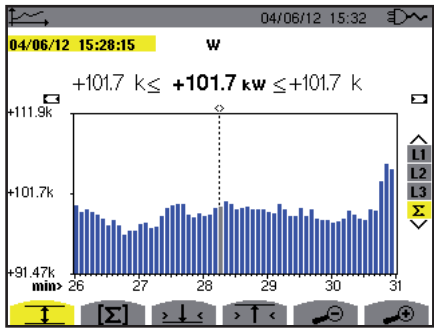 04/06/12 15:32
04/06/12 15:28:15 W
+101.7 k≤ +101.7 kW ≤+101.7 k
+111.9k
+101.7k
+91.47k
min> 26 27 28 29 30 31
L1
L2
L3
Σ
[Σ]